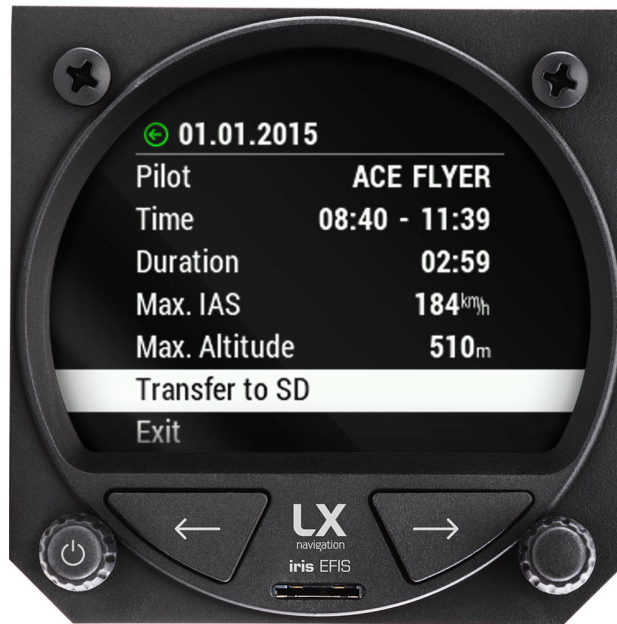 01.01.2015
Pilot ACE FLYER
Time 08:40 - 11:39
Duration 02:59
Max. IAS 184km/h
Max. Altitude 510m
Transfer to SD
Exit
LX
navigation
iris EFIS